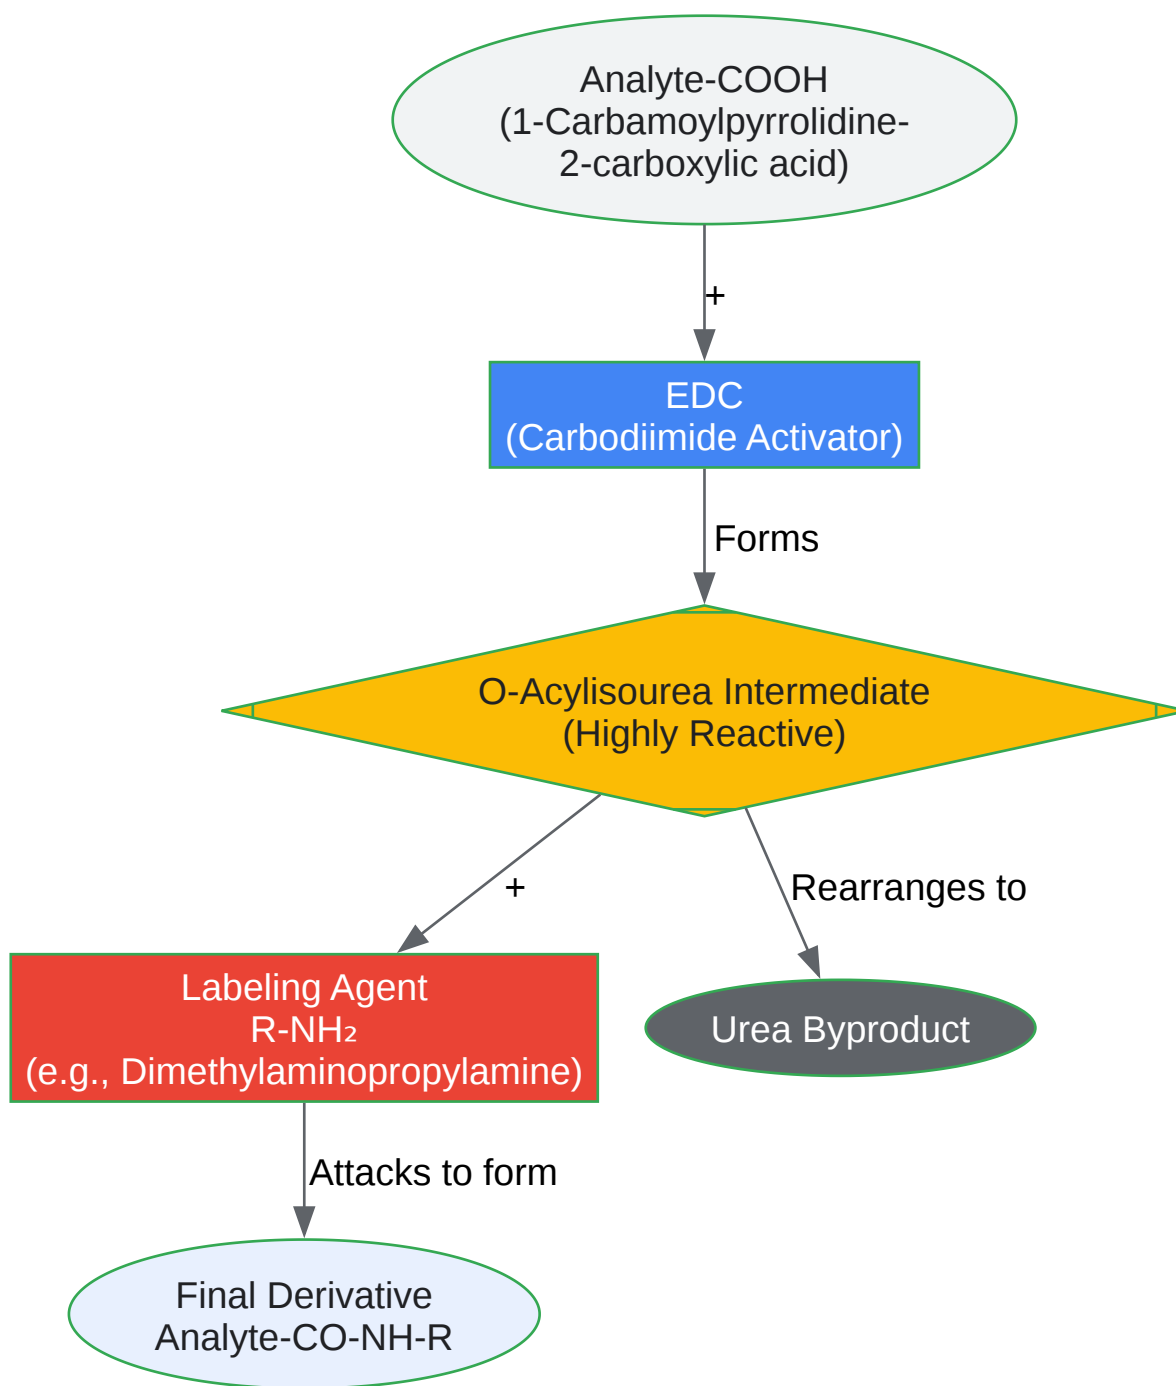 Analyte-COOH
(1-Carbamoylpyrrolidine-
2-carboxylic acid)
+
EDC
(Carbodiimide Activator)
Forms
O-Acylisourea Intermediate
(Highly Reactive)
+
Rearranges to
Labeling Agent
R-NH₂
(e.g., Dimethylaminopropylamine)
Urea Byproduct
Attacks to form
Final Derivative
Analyte-CO-NH-R